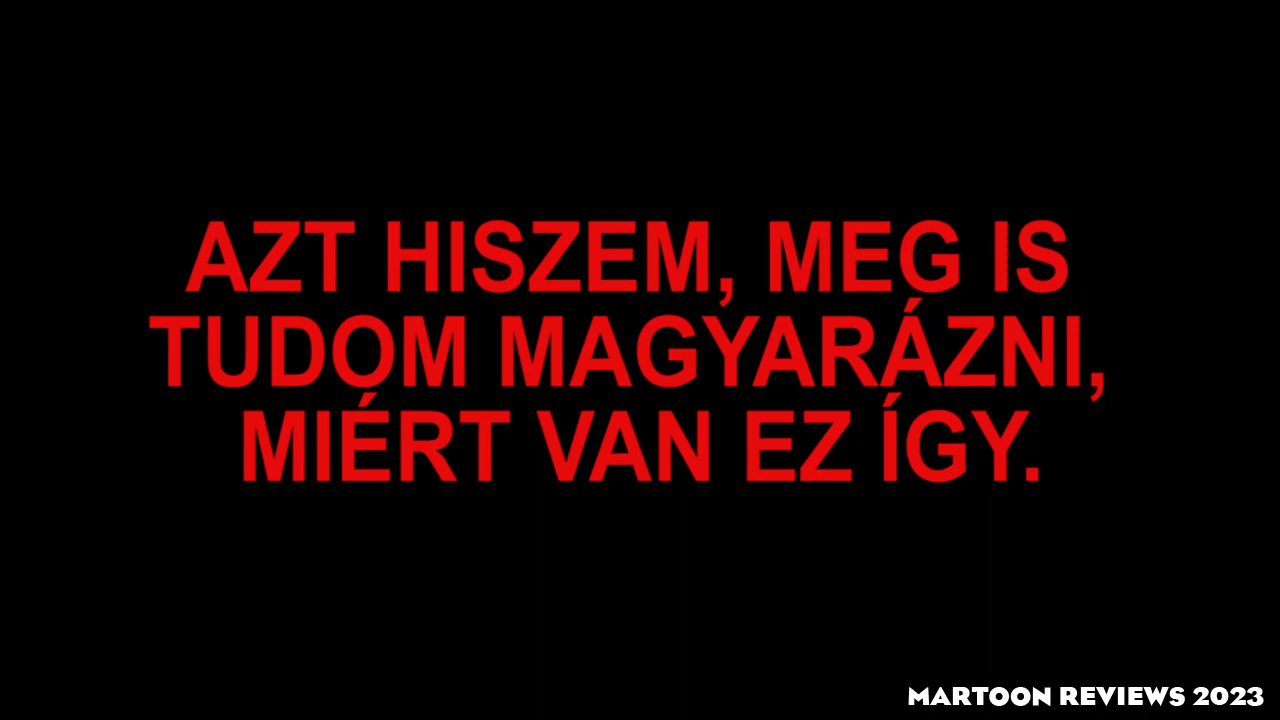 AZT HISZEM, MEG IS
TUDOM MAGYARÁZNI,
MIÉRT VAN EZ ÍGY.
MARTOON REVIEWS 2023